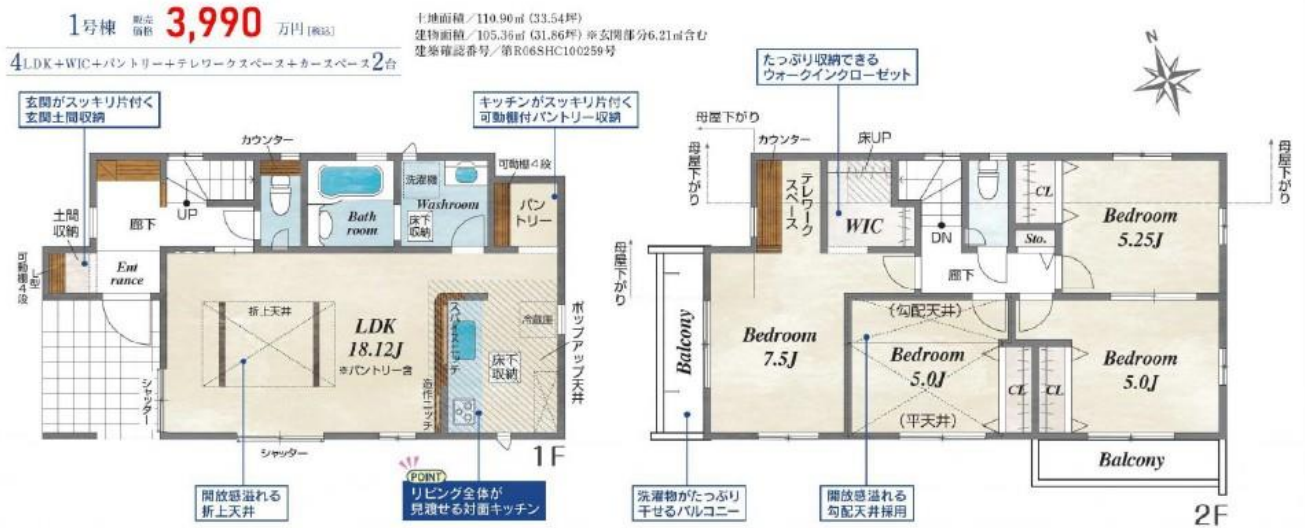 1号棟 販売価格 3,990 万円 [税込]
4LDK+WIC+パントリー+テレワークスペース+カースペース2台
土地面積/110.90㎡ (33.54坪)
建物面積/105.36㎡ (31.86坪) ※玄関部分6.21㎡含む
建築確認番号/第R06SHC100259号
N
玄関がスッキリ片付く
玄関土間収納
キッチンがスッキリ片付く
可動棚付パントリー収納
たっぷり収納できる
ウォークインクローゼット
カウンター
可動棚4段
UP
廊下
土間
収納
L型
可動棚4段
Ent
rance
洗濯機
Bath
room
Washroom
床下
収納
パン
トリー
折上天井
LDK
18.12J
※パントリー含
スパイスニッチ
造作ニッチ
冷蔵庫
床下
収納
ポップアップ天井
シャッター
シャッター
1F
開放感溢れる
折上天井
POINT
リビング全体が
見渡せる対面キッチン
母屋下がり
母屋下がり
母屋下がり
母屋下がり
カウンター
床UP
テレワーク
スペース
WIC
DN
廊下
CL
Sto.
Bedroom
5.25J
Balcony
Bedroom
7.5J
(勾配天井)
Bedroom
5.0J
(平天井)
CL
CL
Bedroom
5.0J
Balcony
2F
洗濯物がたっぷり
干せるバルコニー
開放感溢れる
勾配天井採用